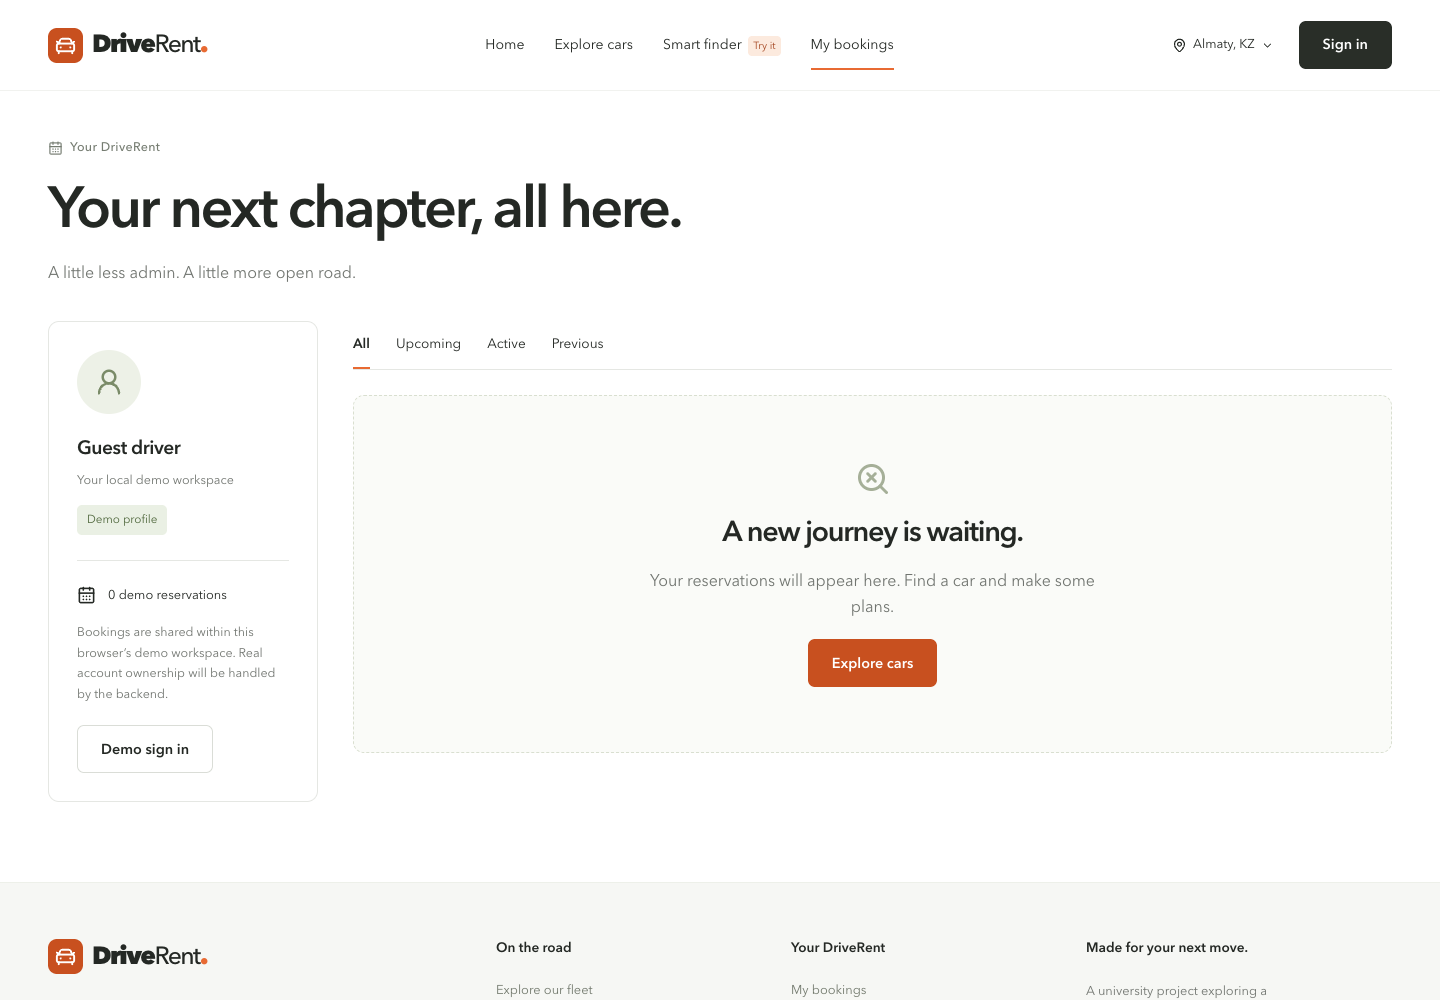 DriveRent.
Home
Explore cars
Smart finder Try it
My bookings
Almaty, KZ
Sign in
Your DriveRent
Your next chapter, all here.
A little less admin. A little more open road.
Guest driver
Your local demo workspace
Demo profile
0 demo reservations
Bookings are shared within this
browser’s demo workspace. Real
account ownership will be handled
by the backend.
Demo sign in
All
Upcoming
Active
Previous
A new journey is waiting.
Your reservations will appear here. Find a car and make some
plans.
Explore cars
DriveRent.
On the road
Explore our fleet
Your DriveRent
My bookings
Made for your next move.
A university project exploring a